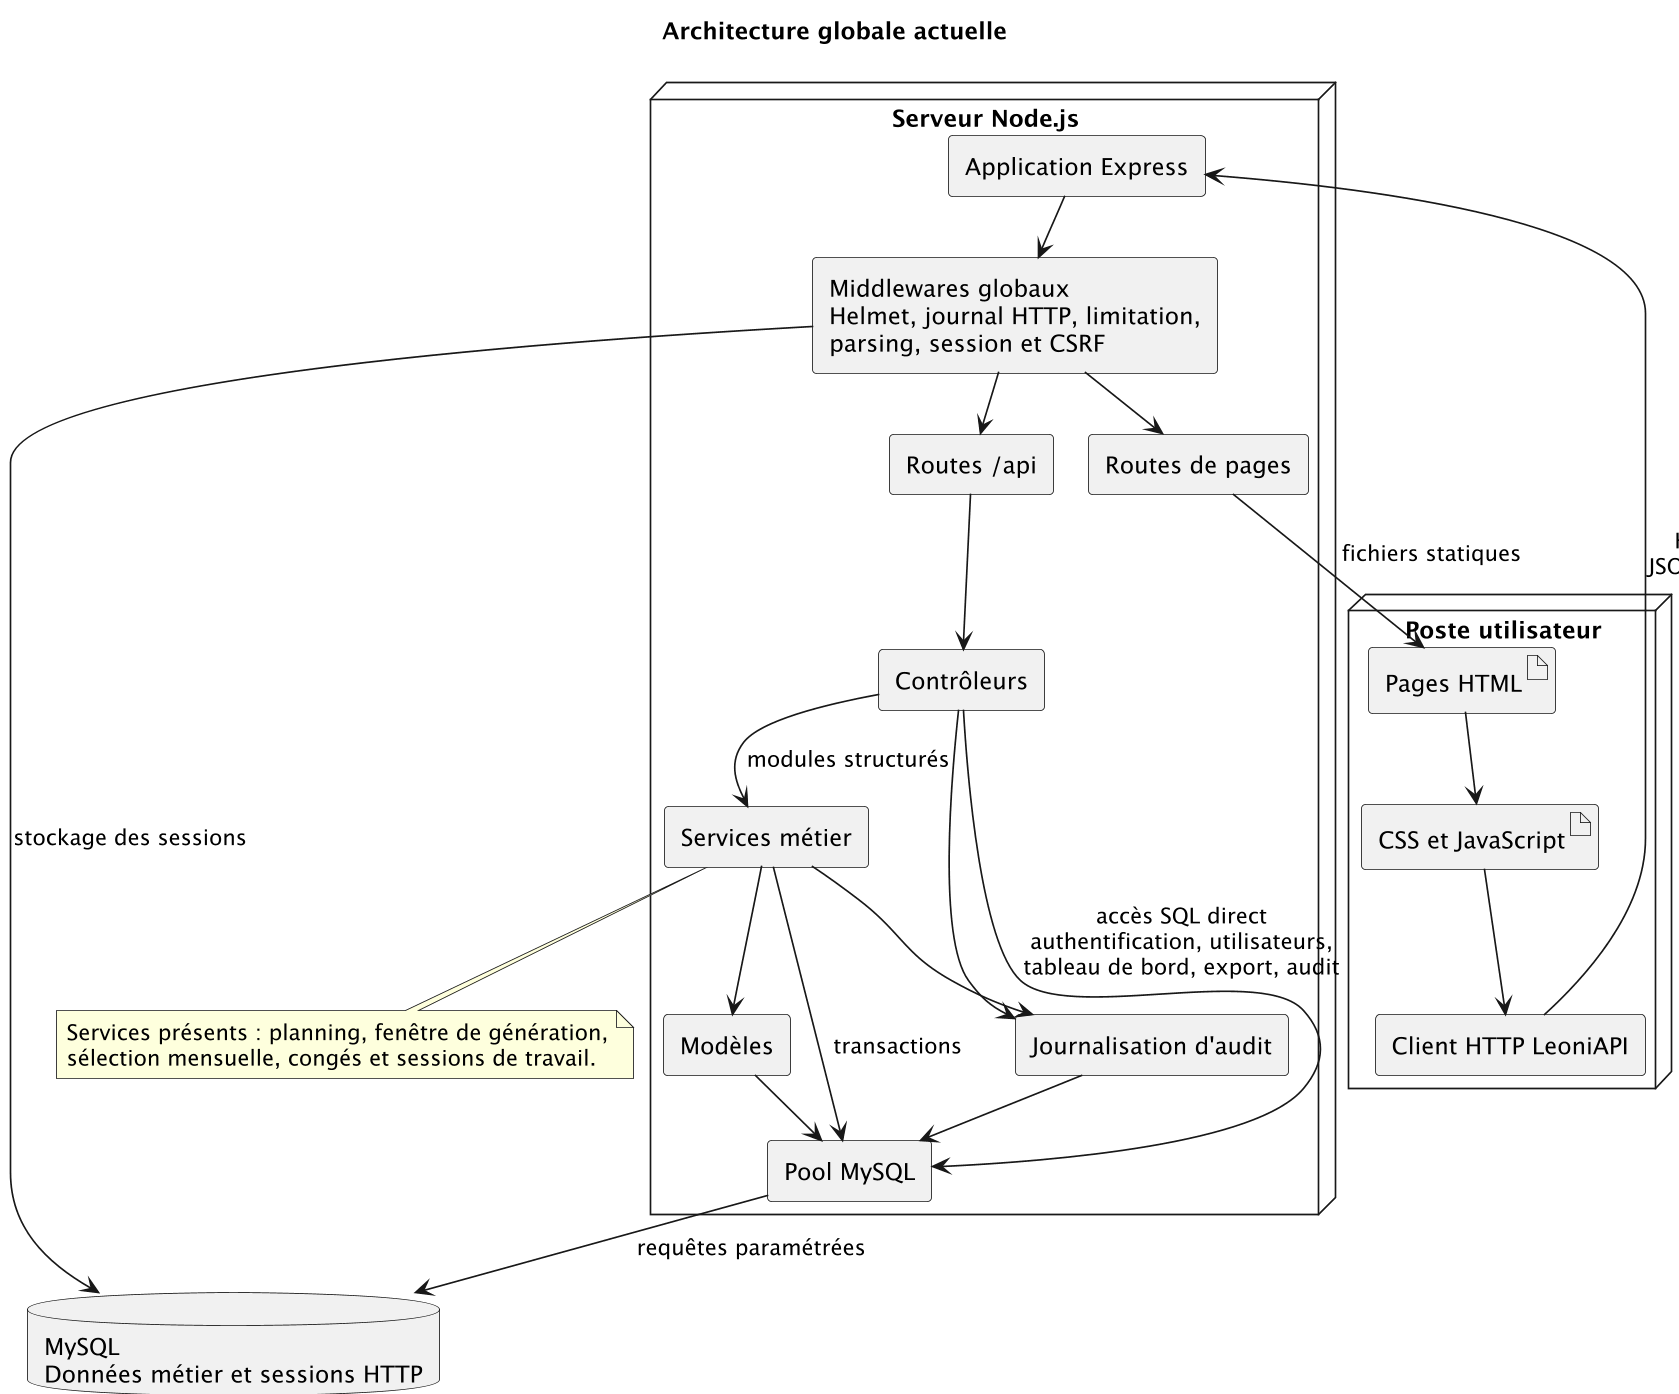 Architecture globale actuelle
Serveur Node.js
Application Express
Middlewares globaux
Helmet, journal HTTP, limitation,
parsing, session et CSRF
Routes /api
Routes de pages
fichiers statiques
Poste utilisateur
Pages HTML
Contrôleurs
modules structurés
CSS et JavaScript
Services métier
stockage des sessions
accès SQL direct
authentification, utilisateurs,
tableau de bord, export, audit
Services présents : planning, fenêtre de génération,
sélection mensuelle, congés et sessions de travail.
Modèles
transactions
Journalisation d'audit
Client HTTP LeoniAPI
Pool MySQL
requêtes paramétrées
MySQL
Données métier et sessions HTTP